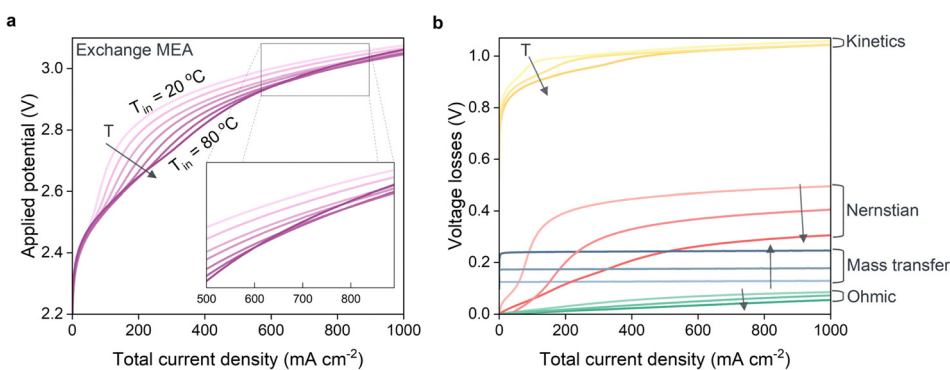 a
Exchange MEA
Applied potential (V)
3.0
2.8
2.6
2.4
2.2
T
T_in = 20 ºC
T_in = 80 ºC
500 600 700 800
0 200 400 600 800 1000
Total current density (mA cm⁻²)
b
Voltage losses (V)
1.0
0.8
0.6
0.4
0.2
0.0
T
Kinetics
Nernstian
Mass transfer
Ohmic
0 200 400 600 800 1000
Total current density (mA cm⁻²)